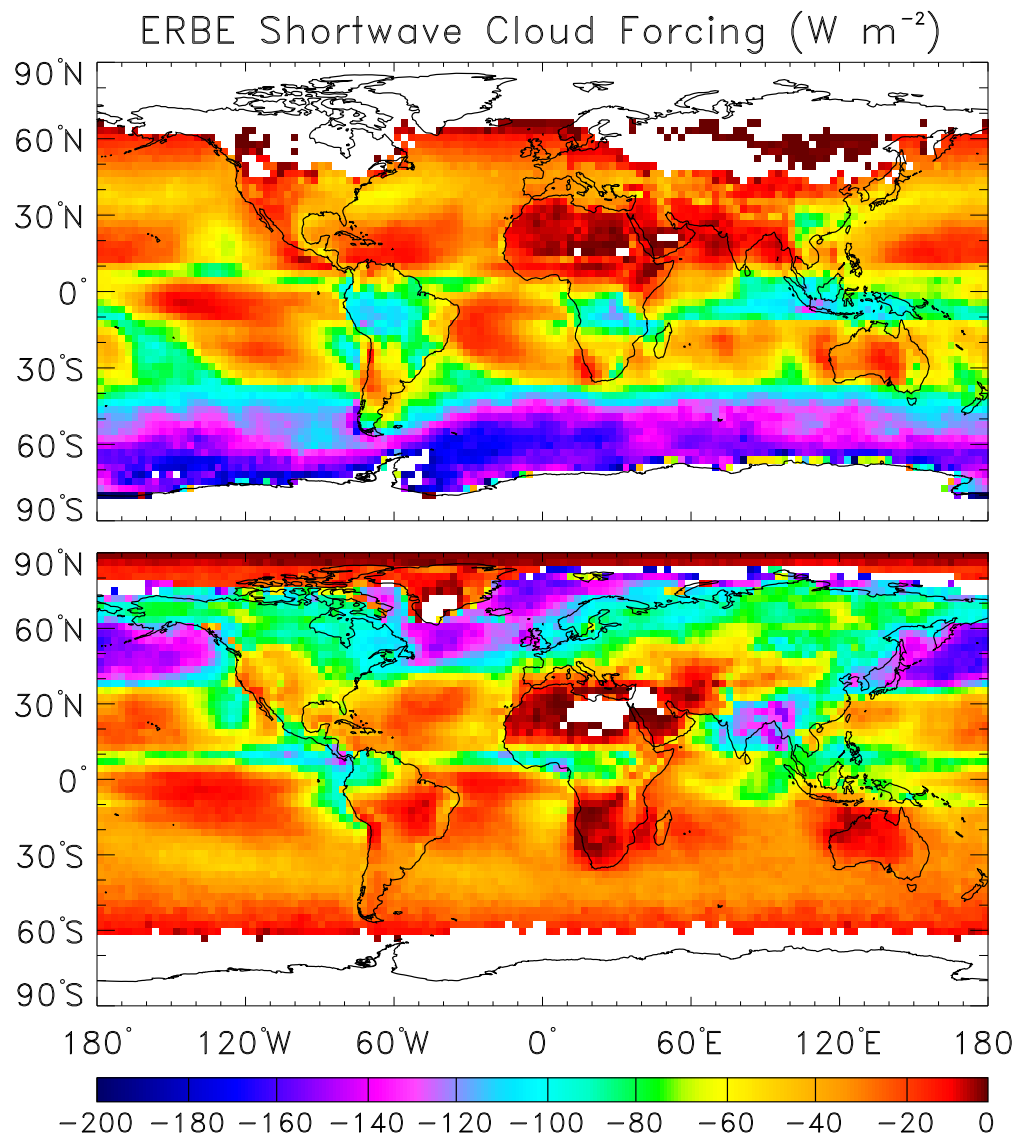 ERBE Shortwave Cloud Forcing (W m⁻²)
90°N
60°N
30°N
0°
30°S
60°S
90°S
90°N
60°N
30°N
0°
30°S
60°S
90°S
180° 120°W 60°W 0° 60°E 120°E 180
−200 −180 −160 −140 −120 −100 −80 −60 −40 −20 0